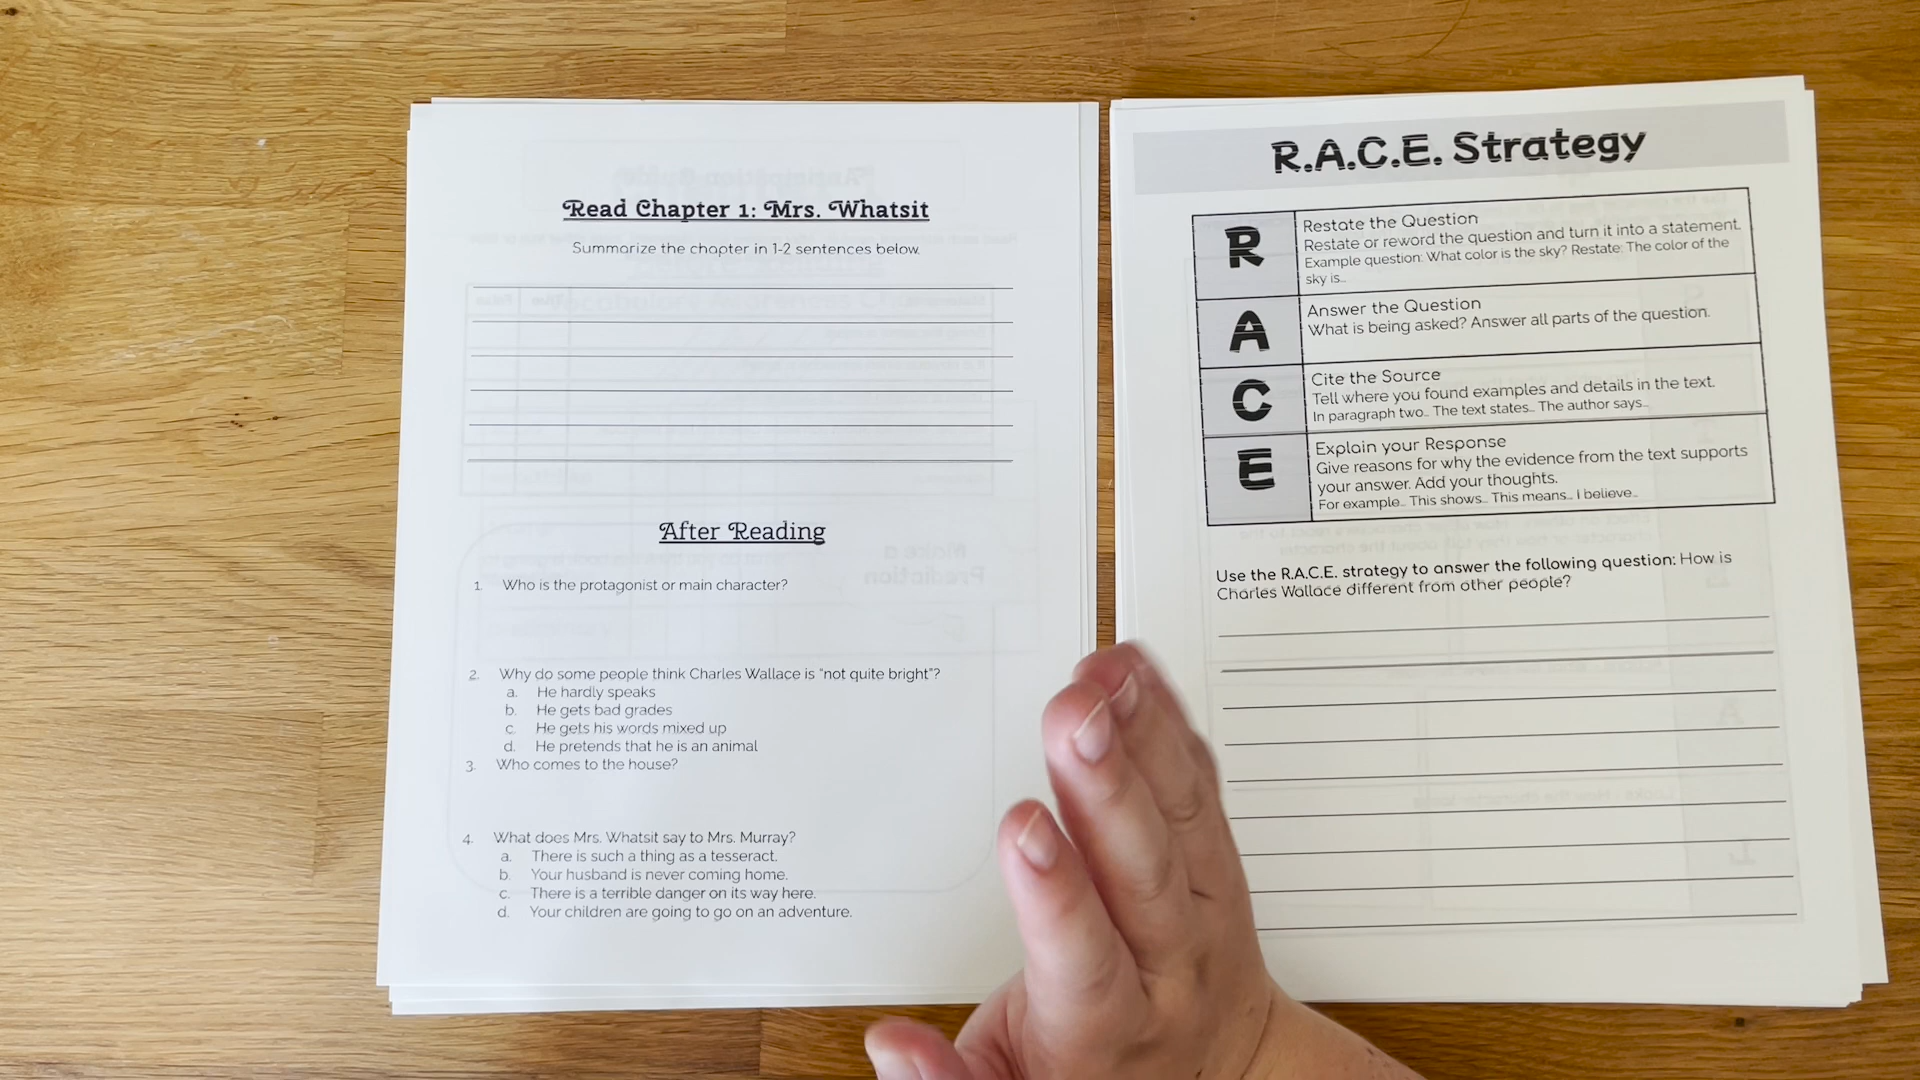 Read Chapter 1: Mrs. Whatsit
Summarize the chapter in 1-2 sentences below.
After Reading
1. Who is the protagonist or main character?
2. Why do some people think Charles Wallace is "not quite bright"?
a. He hardly speaks
b. He gets bad grades
c. He gets his words mixed up
d. He pretends that he is an animal
3. Who comes to the house?
4. What does Mrs. Whatsit say to Mrs. Murray?
a. There is such a thing as a tesseract.
b. Your husband is never coming home.
c. There is a terrible danger on its way here.
d. Your children are going to go on an adventure.
R.A.C.E. Strategy
R
Restate the Question
Restate or reword the question and turn it into a statement.
Example question: What color is the sky? Restate: The color of the
sky is...
A
Answer the Question
What is being asked? Answer all parts of the question.
C
Cite the Source
Tell where you found examples and details in the text.
In paragraph two... The text states... The author says...
E
Explain your Response
Give reasons for why the evidence from the text supports
your answer. Add your thoughts.
For example... This shows... This means... I believe...
Use the R.A.C.E. strategy to answer the following question: How is
Charles Wallace different from other people?